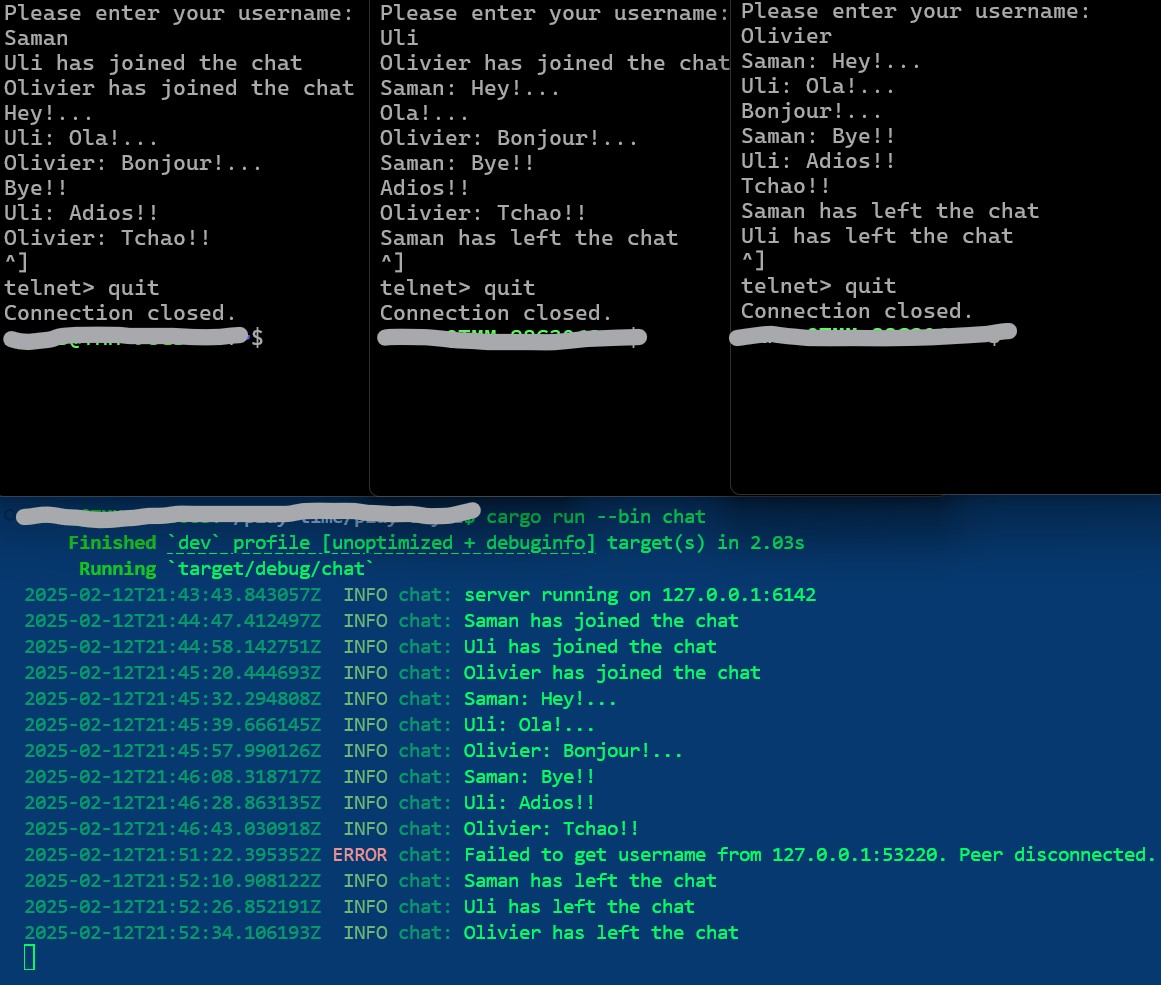 Please enter your username:
Saman
Uli has joined the chat
Olivier has joined the chat
Hey!...
Uli: Ola!...
Olivier: Bonjour!...
Bye!!
Uli: Adios!!
Olivier: Tchao!!
^]
telnet> quit
Connection closed.
$
Please enter your username:
Uli
Olivier has joined the chat
Saman: Hey!...
Ola!...
Olivier: Bonjour!...
Saman: Bye!!
Adios!!
Olivier: Tchao!!
Saman has left the chat
^]
telnet> quit
Connection closed.
Please enter your username:
Olivier
Saman: Hey!...
Uli: Ola!...
Bonjour!...
Saman: Bye!!
Uli: Adios!!
Tchao!!
Saman has left the chat
Uli has left the chat
^]
telnet> quit
Connection closed.
$ cargo run --bin chat
Finished `dev` profile [unoptimized + debuginfo] target(s) in 2.03s
Running `target/debug/chat`
2025-02-12T21:43:43.843057Z INFO chat: server running on 127.0.0.1:6142
2025-02-12T21:44:47.412497Z INFO chat: Saman has joined the chat
2025-02-12T21:44:58.142751Z INFO chat: Uli has joined the chat
2025-02-12T21:45:20.444693Z INFO chat: Olivier has joined the chat
2025-02-12T21:45:32.294808Z INFO chat: Saman: Hey!...
2025-02-12T21:45:39.666145Z INFO chat: Uli: Ola!...
2025-02-12T21:45:57.990126Z INFO chat: Olivier: Bonjour!...
2025-02-12T21:46:08.318717Z INFO chat: Saman: Bye!!
2025-02-12T21:46:28.863135Z INFO chat: Uli: Adios!!
2025-02-12T21:46:43.030918Z INFO chat: Olivier: Tchao!!
2025-02-12T21:51:22.395352Z ERROR chat: Failed to get username from 127.0.0.1:53220. Peer disconnected.
2025-02-12T21:52:10.908122Z INFO chat: Saman has left the chat
2025-02-12T21:52:26.852191Z INFO chat: Uli has left the chat
2025-02-12T21:52:34.106193Z INFO chat: Olivier has left the chat